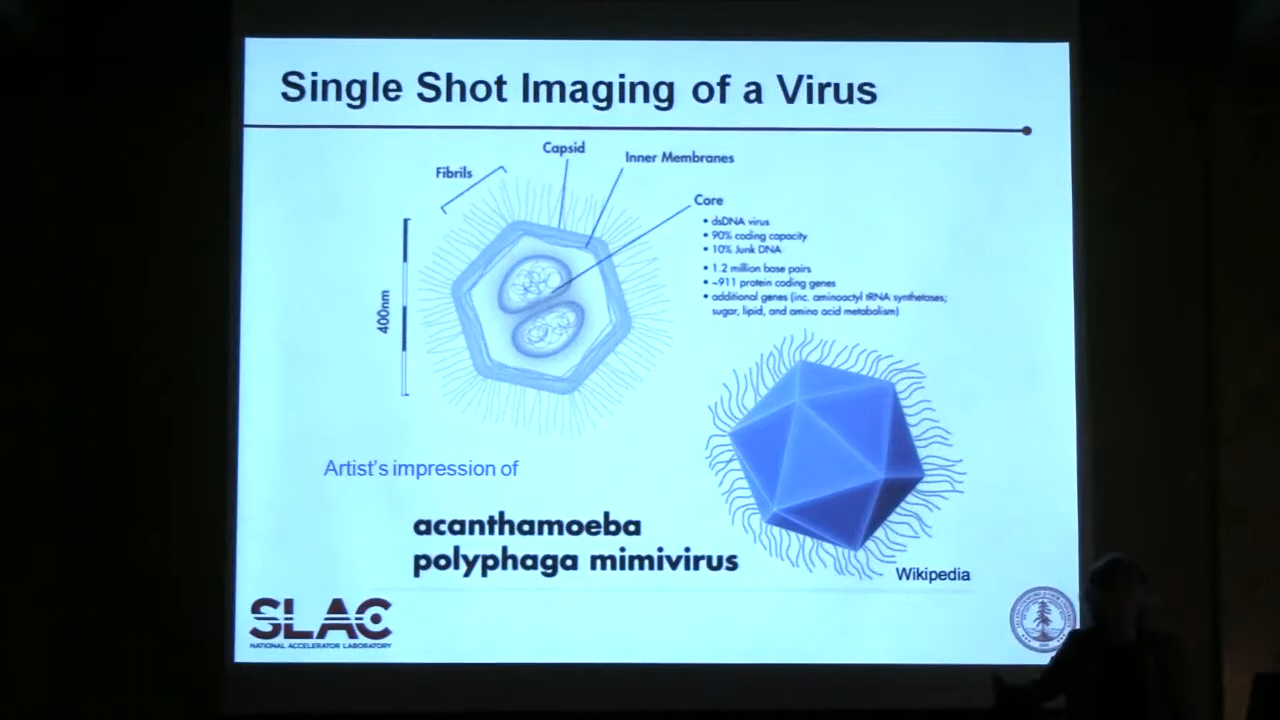 Single Shot Imaging of a Virus
Capsid
Inner Membranes
Fibrils
Core
• dsDNA virus
• 90% coding capacity
• 10% Junk DNA
• 1.2 million base pairs
• ~911 protein coding genes
• additional genes (inc. aminoactyl tRNA synthetases;
sugar, lipid, and amino acid metabolism)
400nm
Artist's impression of
acanthamoeba
polyphaga mimivirus
Wikipedia
SLAC
NATIONAL ACCELERATOR LABORATORY